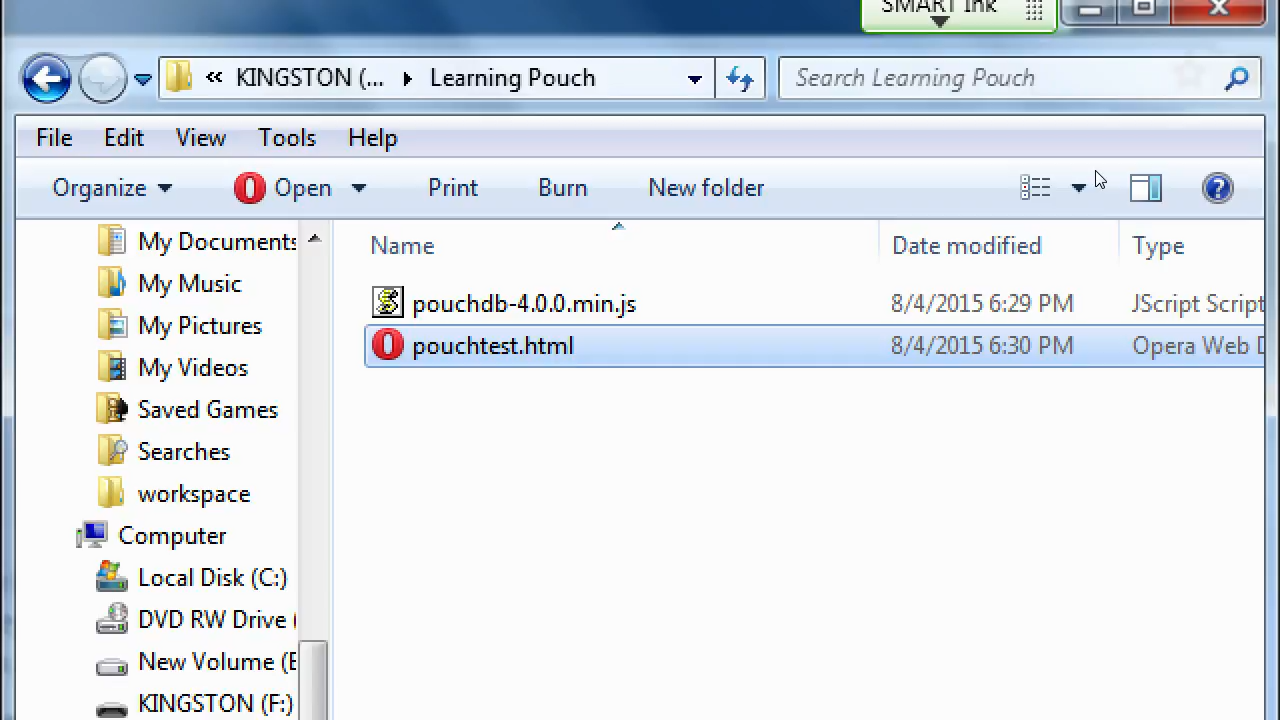 SMART Ink
KINGSTON (... Learning Pouch Search Learning Pouch
File Edit View Tools Help
Organize Open Print Burn New folder
Name Date modified Type
pouchdb-4.0.0.min.js 8/4/2015 6:29 PM JScript Script
pouchtest.html 8/4/2015 6:30 PM Opera Web D
My Documents
My Music
My Pictures
My Videos
Saved Games
Searches
workspace
Computer
Local Disk (C:)
DVD RW Drive (
New Volume (E
KINGSTON (F:)